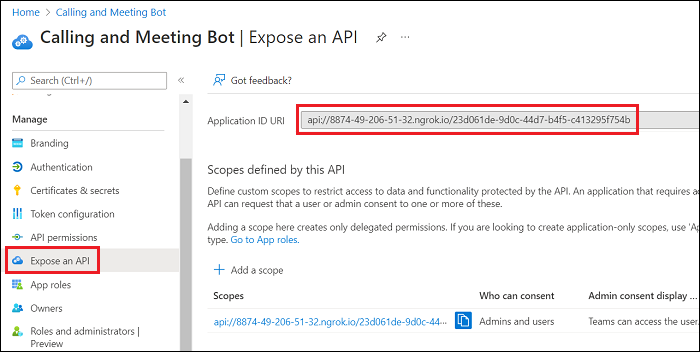 Home > Calling and Meeting Bot
Calling and Meeting Bot | Expose an API
Search (Ctrl+/)
«
Manage
Branding
Authentication
Certificates & secrets
Token configuration
API permissions
Expose an API
App roles
Owners
Roles and administrators |
Preview
Got feedback?
Application ID URI
api://8874-49-206-51-32.ngrok.io/23d061de-9d0c-44d7-b4f5-c413295f754b
Scopes defined by this API
Define custom scopes to restrict access to data and functionality protected by the API. An application that requires ac
API can request that a user or admin consent to one or more of these.
Adding a scope here creates only delegated permissions. If you are looking to create application-only scopes, use 'Ap
type. Go to App roles.
Add a scope
Scopes Who can consent Admin consent display ...
api://8874-49-206-51-32.ngrok.io/23d061de-9d0c-44··· Admins and users Teams can access the user...